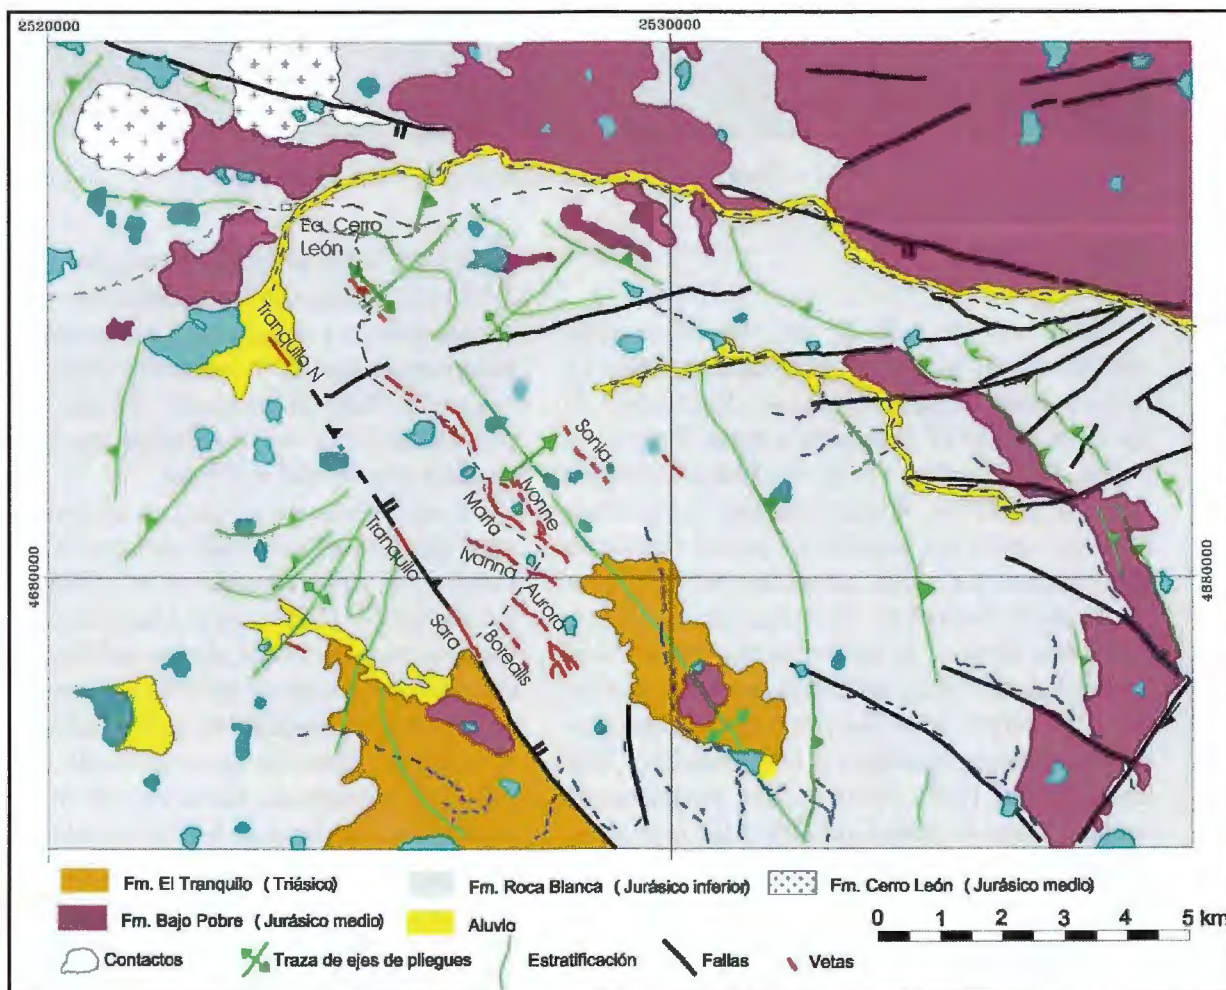 2520000 2530000
Ea. Cerro
León
Tranquilo N
Sonia
Ivonne
Marta
Ivanna
Tranquilo
Aurora
Sara
Borealis
4680000 4680000
Fm. El Tranquilo (Triásico) Fm. Roca Blanca (Jurásico inferior) Fm. Cerro León (Jurásico medio)
Fm. Bajo Pobre (Jurásico medio) Aluvio
0 1 2 3 4 5 km
Contactos Traza de ejes de pliegues Estratificación Fallas Vetas